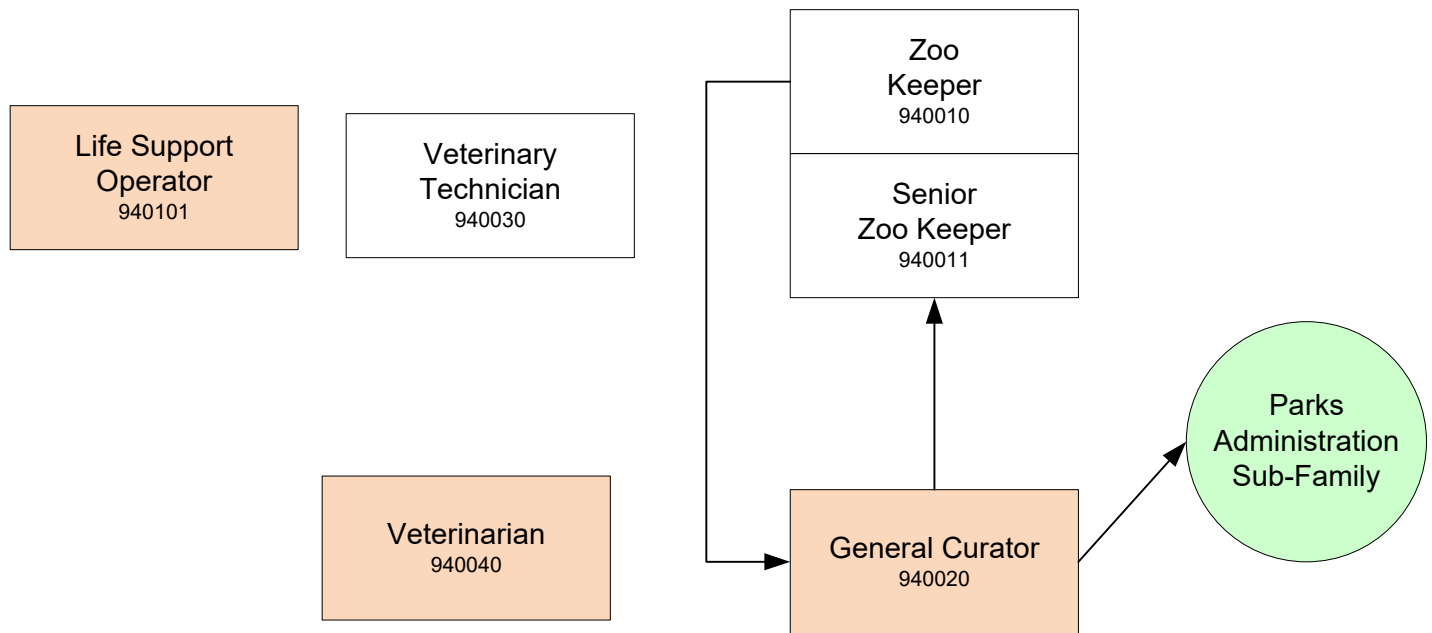 Life Support
Operator
940101
Veterinary
Technician
940030
Zoo
Keeper
940010
Senior
Zoo Keeper
940011
Parks
Administration
Sub-Family
Veterinarian
940040
General Curator
940020